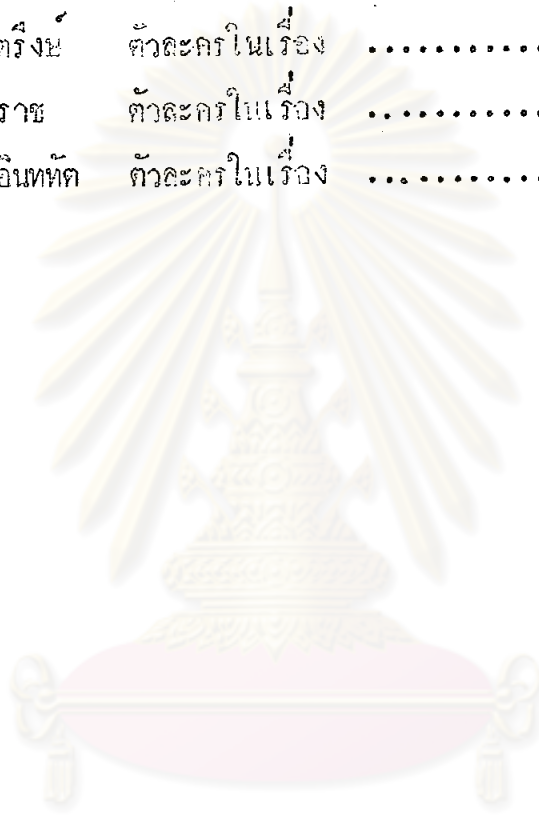 ตรึงษ์ ตัวละครในเรื่อง ............
ราช ตัวละครในเรื่อง ............
อินททัต ตัวละครในเรื่อง ............